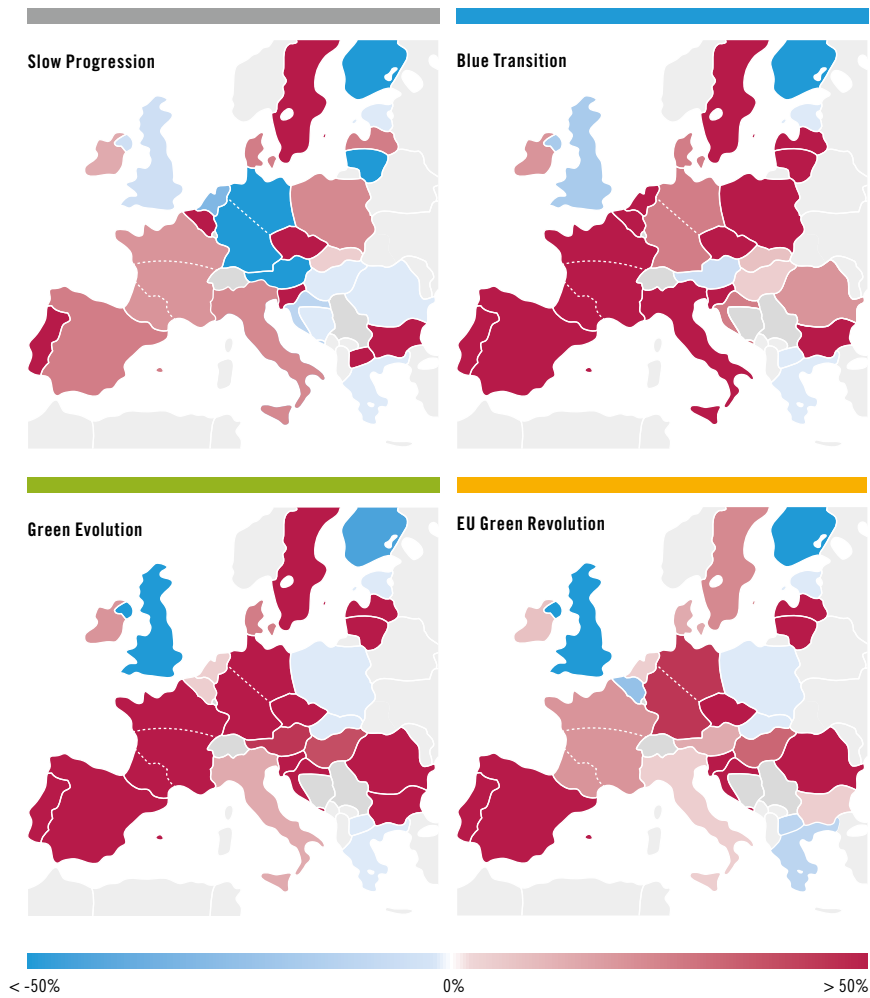 Slow Progression
Blue Transition
Green Evolution
EU Green Revolution
< -50%
0%
> 50%